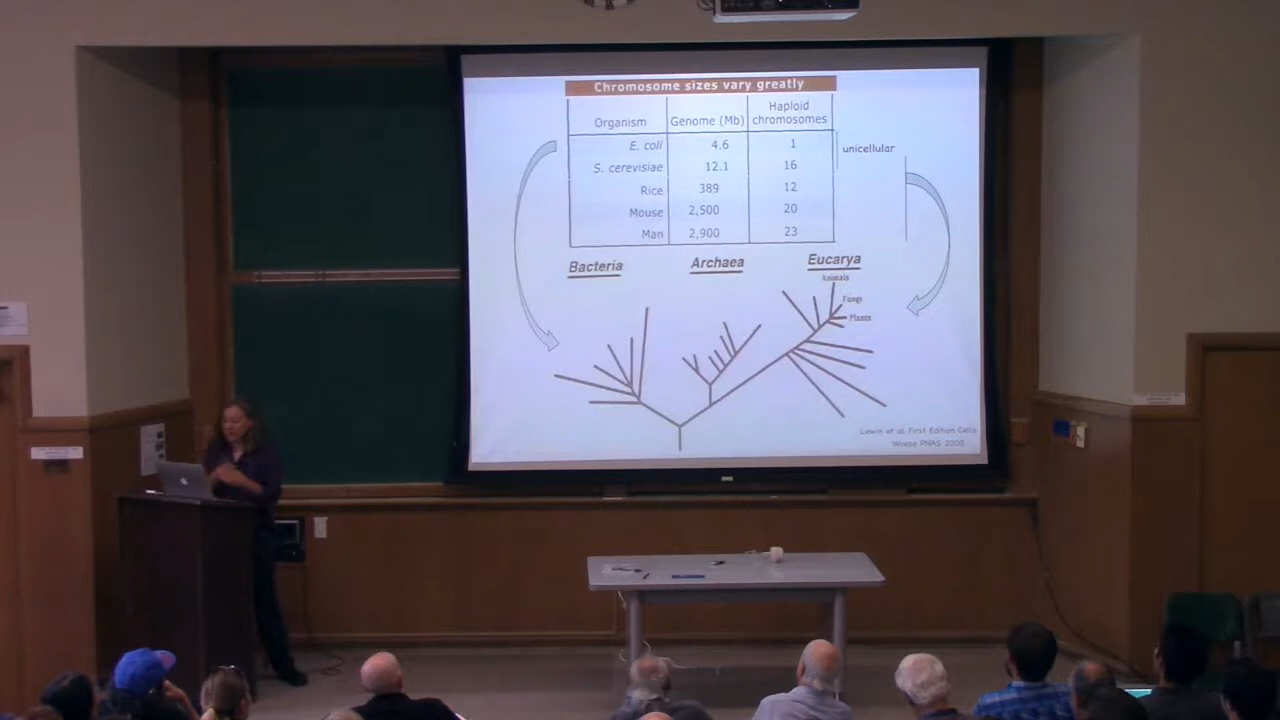 Chromosome sizes vary greatly
Organism Genome (Mb) Haploid chromosomes
E. coli 4.6 1
S. cerevisiae 12.1 16
Rice 389 12
Mouse 2,500 20
Man 2,900 23
unicellular
Bacteria Archaea Eucarya
Animals
Fungi
Plants
Lewin et al. First Edition Cells
Woese PNAS 2000